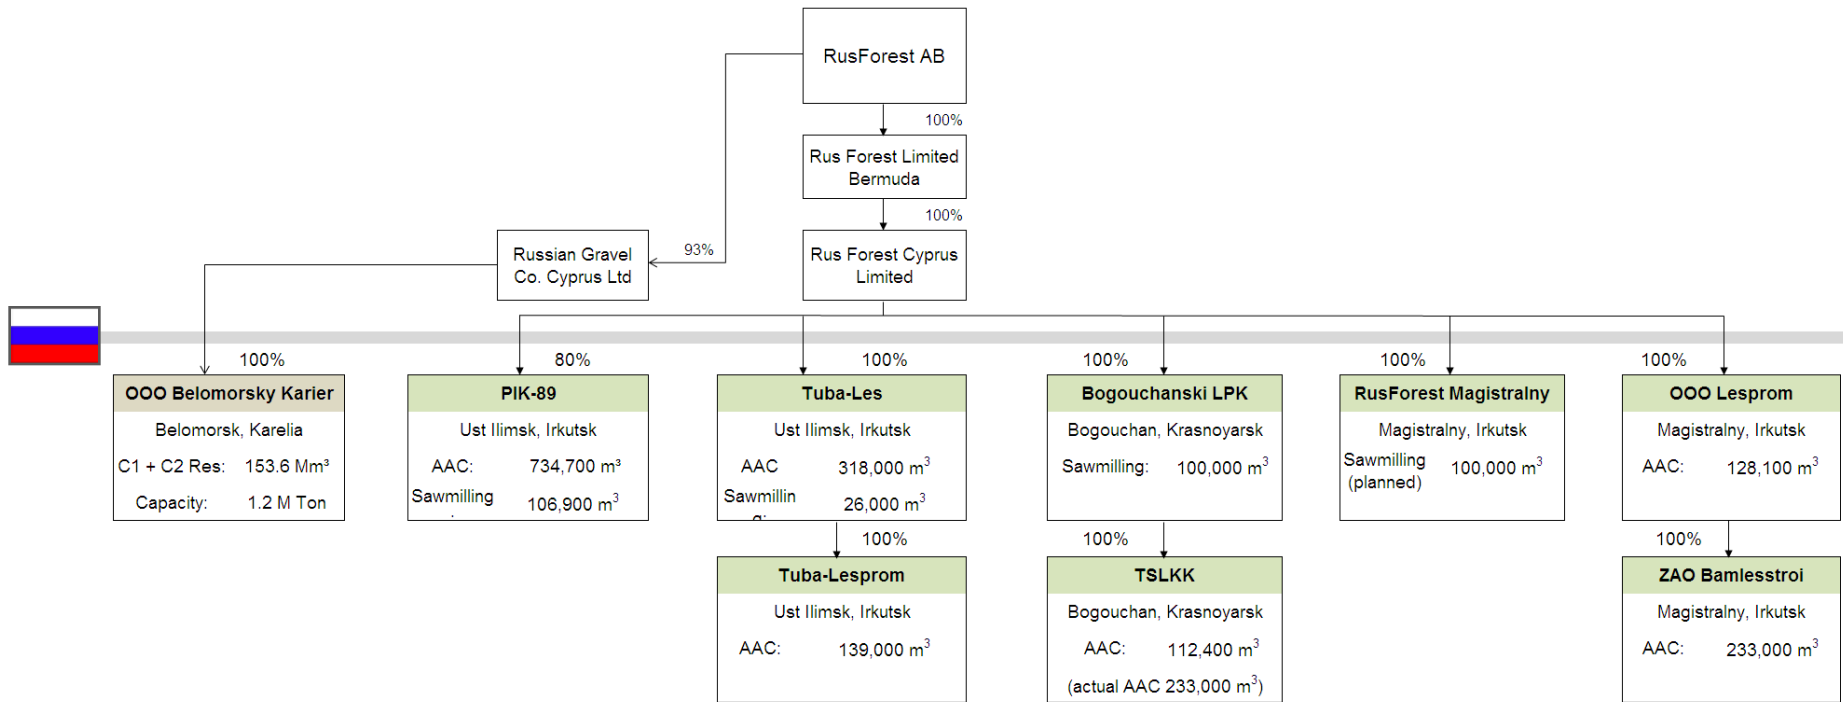 RusForest AB
100%
Rus Forest Limited
Bermuda
100%
Russian Gravel
Co. Cyprus Ltd
93%
Rus Forest Cyprus
Limited
100%
80%
100%
100%
100%
100%
OOO Belomorsky Karier
Belomorsk, Karelia
C1 + C2 Res: 153.6 Mm³
Capacity: 1.2 M Ton
PIK-89
Ust Ilimsk, Irkutsk
AAC: 734,700 m³
Sawmilling 106,900 m³
Tuba-Les
Ust Ilimsk, Irkutsk
AAC 318,000 m³
Sawmillin 26,000 m³
g:
Bogouchanski LPK
Bogouchan, Krasnoyarsk
Sawmilling: 100,000 m³
RusForest Magistralny
Magistralny, Irkutsk
Sawmilling 100,000 m³
(planned)
OOO Lesprom
Magistralny, Irkutsk
AAC: 128,100 m³
100%
100%
100%
Tuba-Lesprom
Ust Ilimsk, Irkutsk
AAC: 139,000 m³
TSLKK
Bogouchan, Krasnoyarsk
AAC: 112,400 m³
(actual AAC 233,000 m³)
ZAO Bamlesstroi
Magistralny, Irkutsk
AAC: 233,000 m³